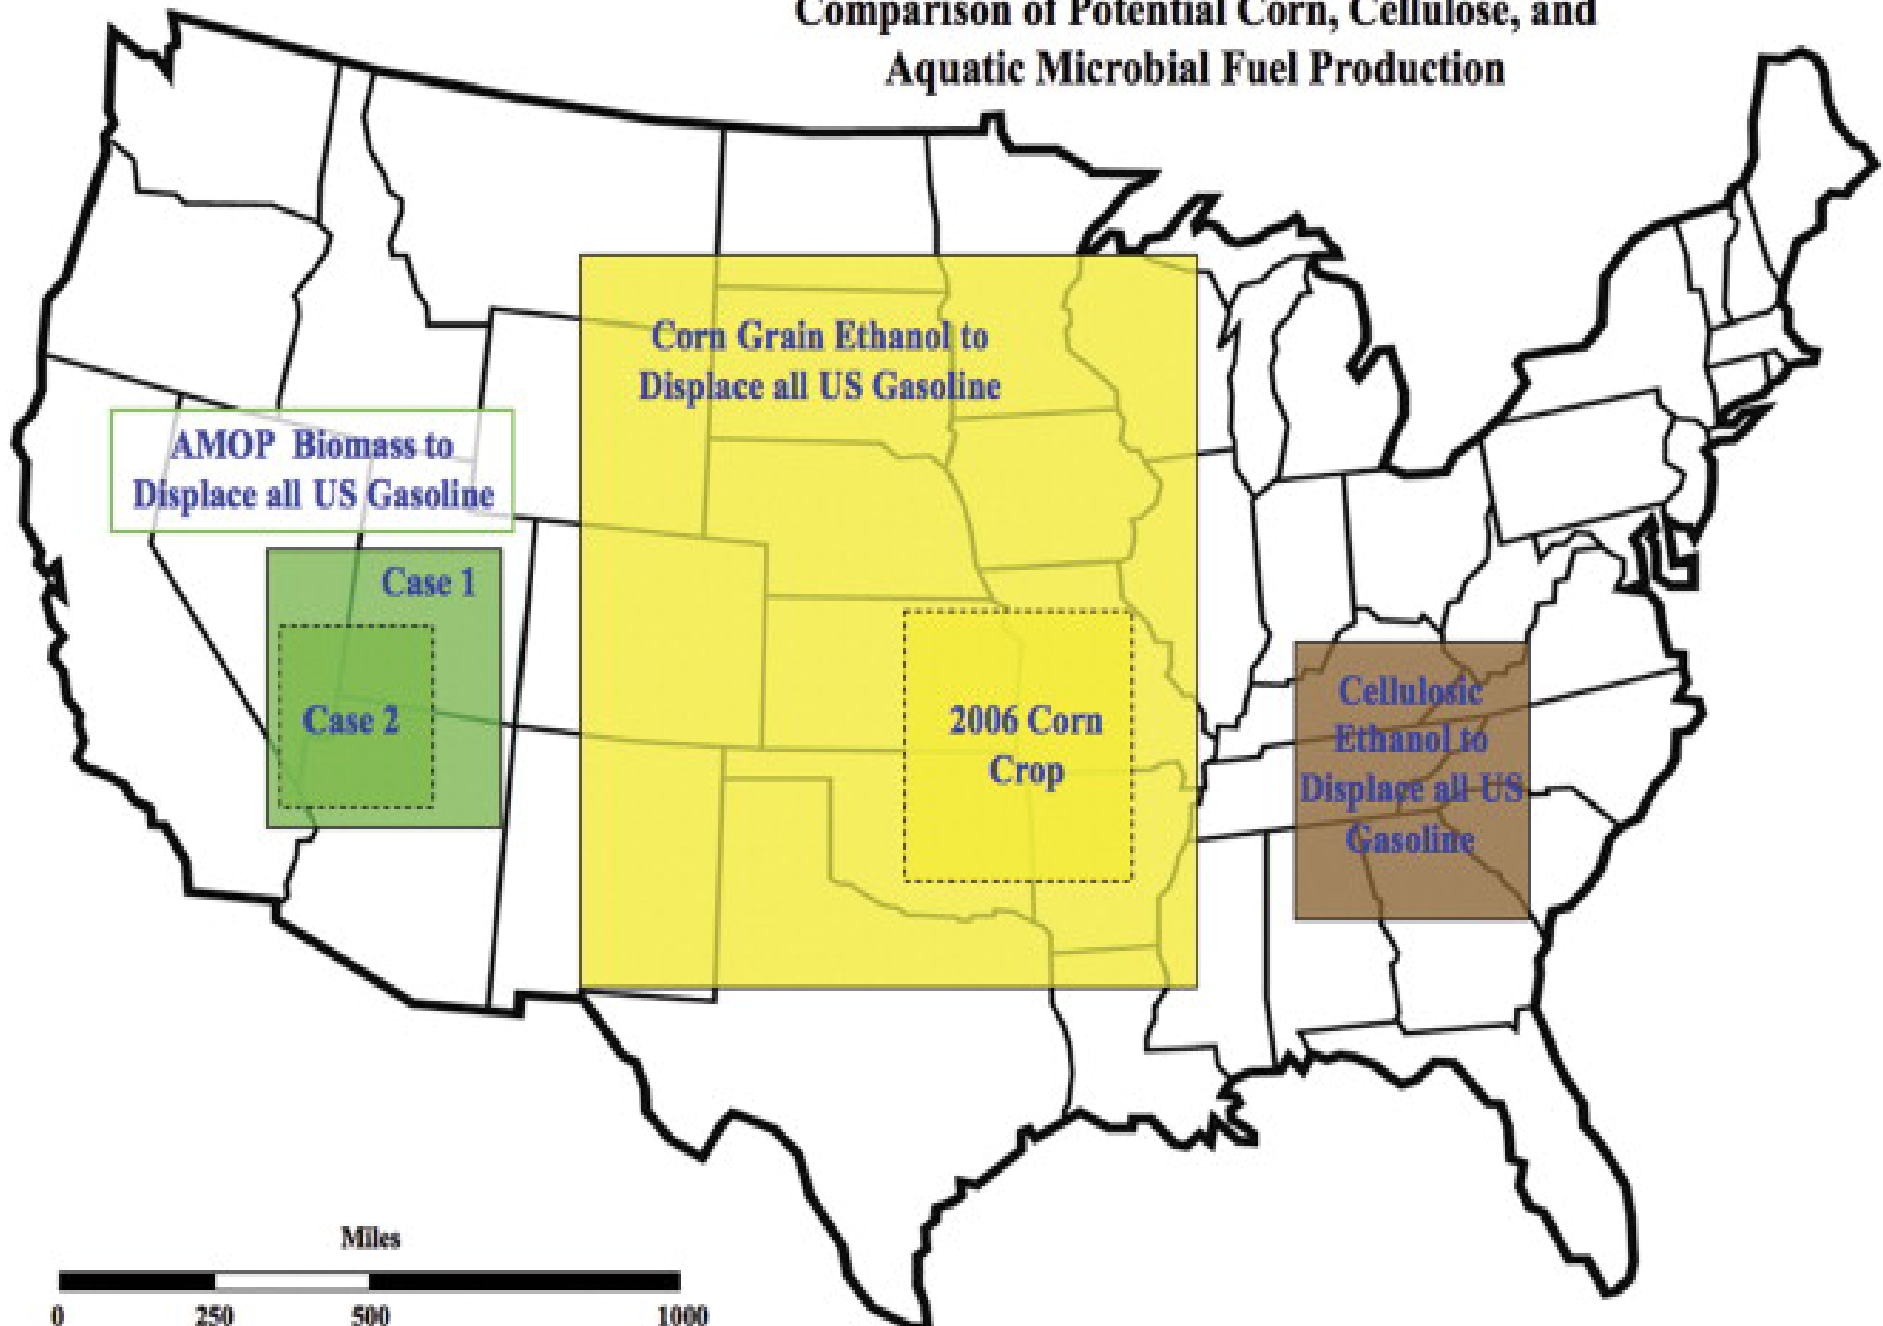 Comparison of Potential Corn, Cellulose, and
Aquatic Microbial Fuel Production
Corn Grain Ethanol to
Displace all US Gasoline
AMOP Biomass to
Displace all US Gasoline
Case 1
Case 2
2006 Corn
Crop
Cellulosic
Ethanol to
Displace all US
Gasoline
Miles
0 250 500 1000